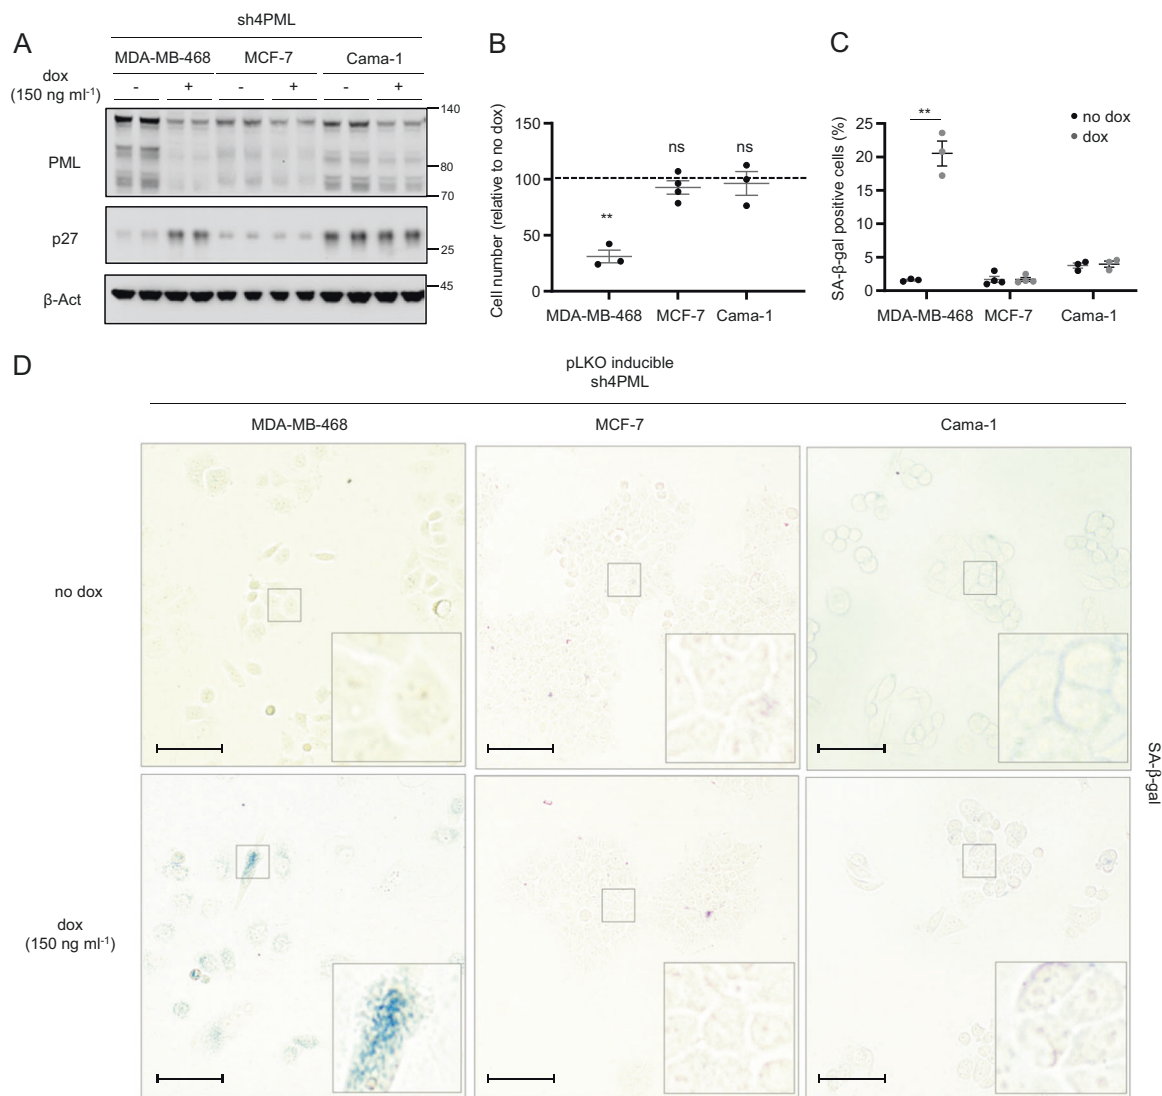 sh4PML
A
MDA-MB-468 MCF-7 Cama-1
dox
(150 ng ml-1)
- + - + - +
PML
140
80
70
p27
25
β-Act
45
B
Cell number (relative to no dox)
150
100
50
0
**
ns
ns
MDA-MB-468 MCF-7 Cama-1
C
SA-β-gal positive cells (%)
25
20
15
10
5
0
**
no dox
dox
MDA-MB-468 MCF-7 Cama-1
D
pLKO inducible
sh4PML
MDA-MB-468 MCF-7 Cama-1
no dox
dox
(150 ng ml-1)
SA-β-gal